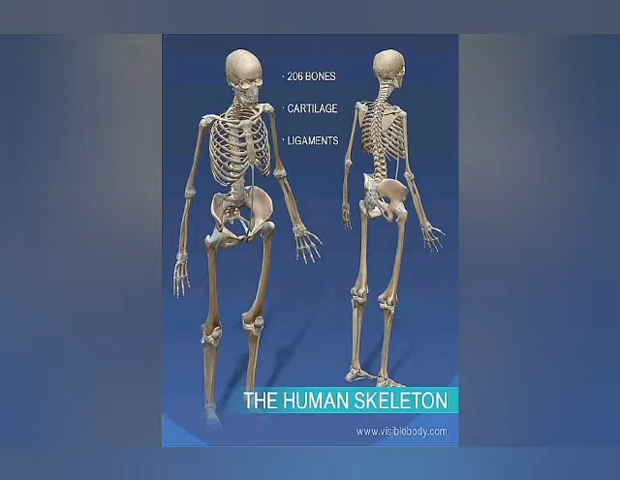 · 206 BONES
· CARTILAGE
· LIGAMENTS
THE HUMAN SKELETON
www.visiblebody.com